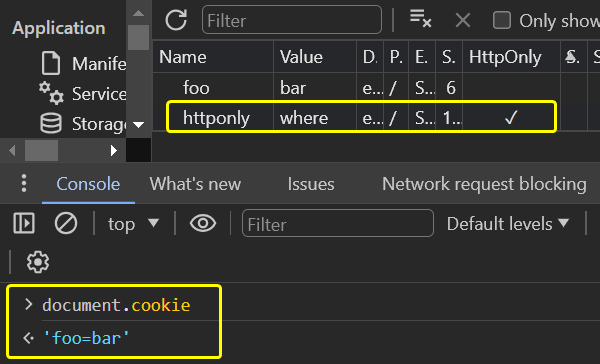 Application
Filter
Only show
Manife
Service
Storage
Name Value D. P. E. S. HttpOnly S. S
foo bar e... / S... 6
httponly where e... / S... 1... ✓
Console What's new Issues Network request blocking
top ▼ Filter Default levels ▼
> document.cookie
'foo=bar'